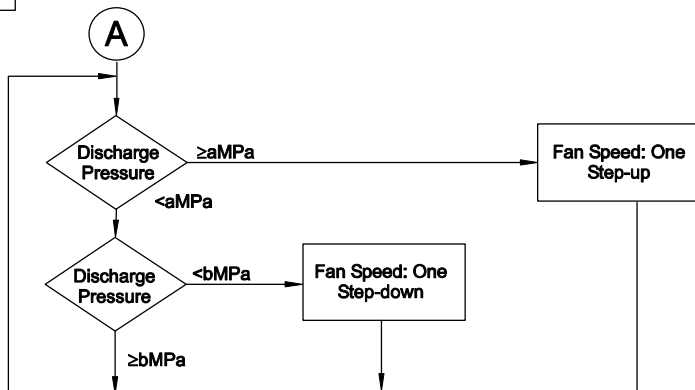 A
Discharge
Pressure
≥aMPa
Fan Speed: One
Step-up
<aMPa
Discharge
Pressure
<bMPa
Fan Speed: One
Step-down
≥bMPa